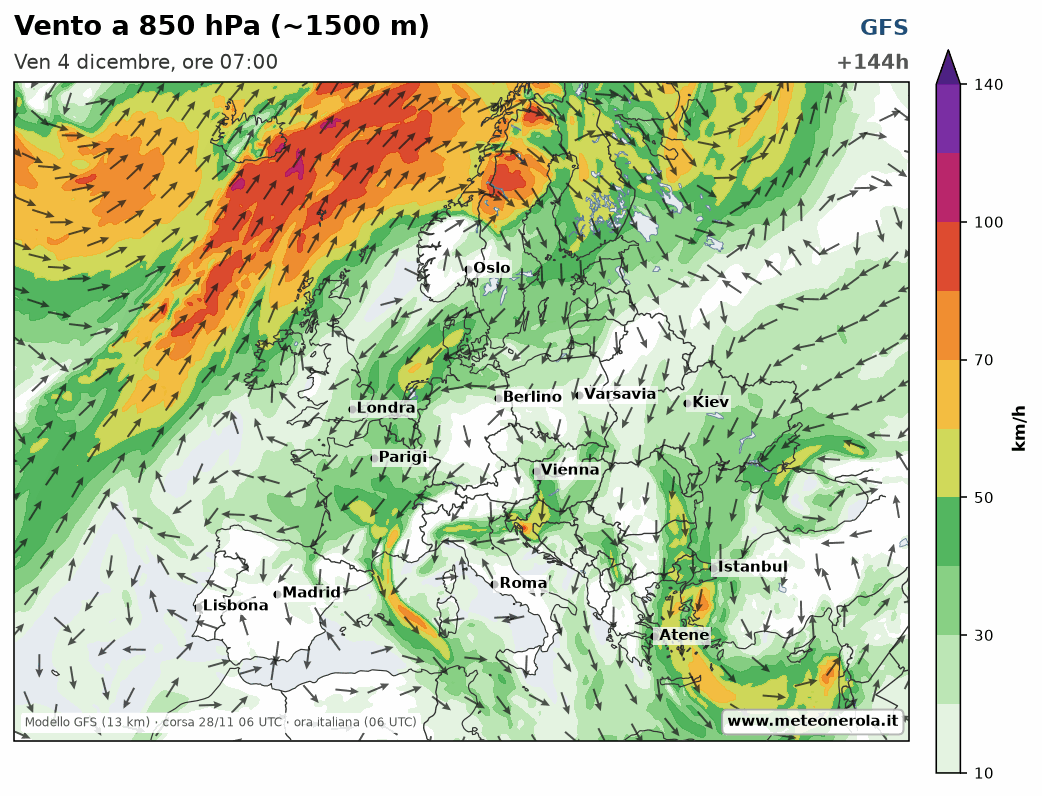 Vento a 850 hPa (~1500 m)
GFS
Ven 4 dicembre, ore 07:00
+144h
140
100
70
50
30
10
km/h
Oslo
Londra
Berlino
Varsavia
Kiev
Parigi
Vienna
Istanbul
Roma
Madrid
Lisbona
Atene
Modello GFS (13 km) · corsa 28/11 06 UTC · ora italiana (06 UTC)
www.meteonerola.it